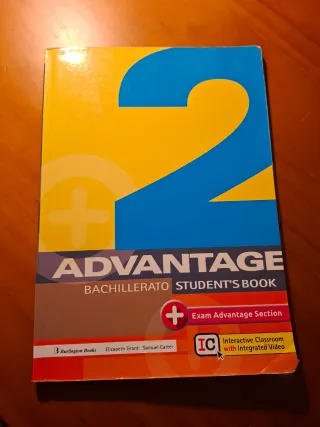 2
ADVANTAGE
BACHILLERATO STUDENT'S BOOK
+ Exam Advantage Section
B Burlington Books Elizabeth Grant Samuel Carter
IC Interactive Classroom
with Integrated Video